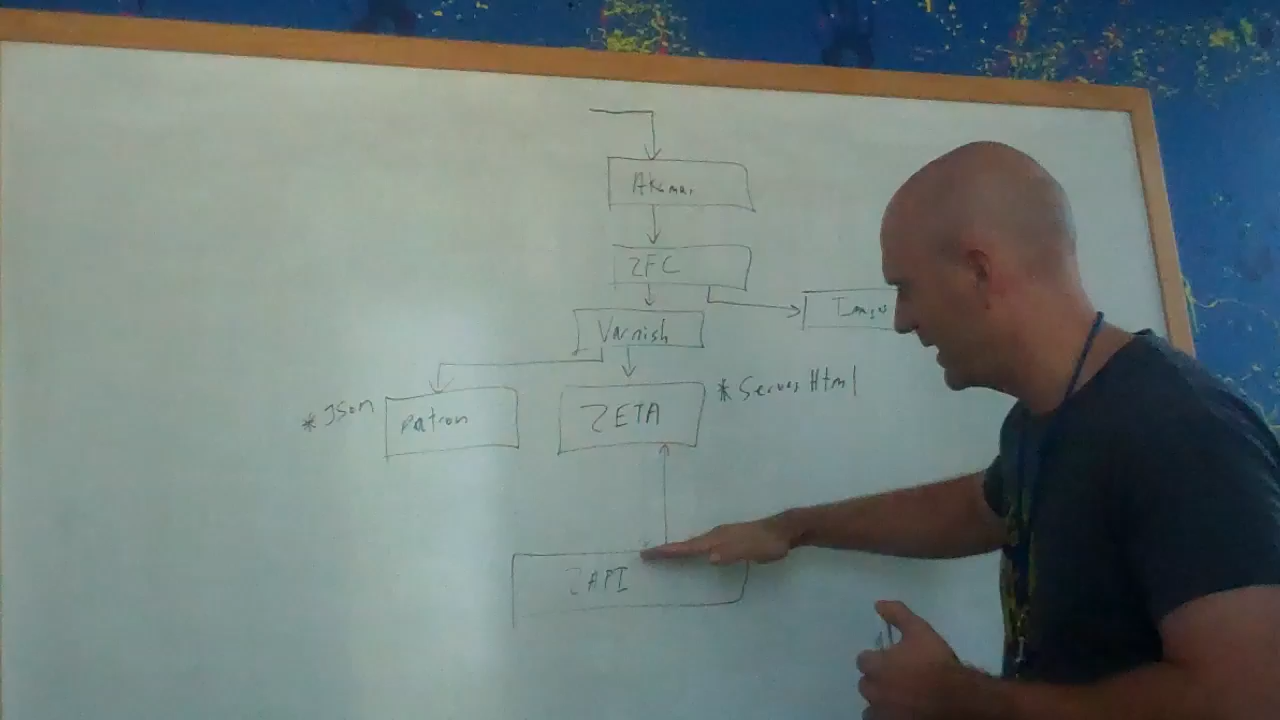 Akamai
ZFC
Varnish
* JSon
Patron
ZETA
* Serves Html
ZAPI